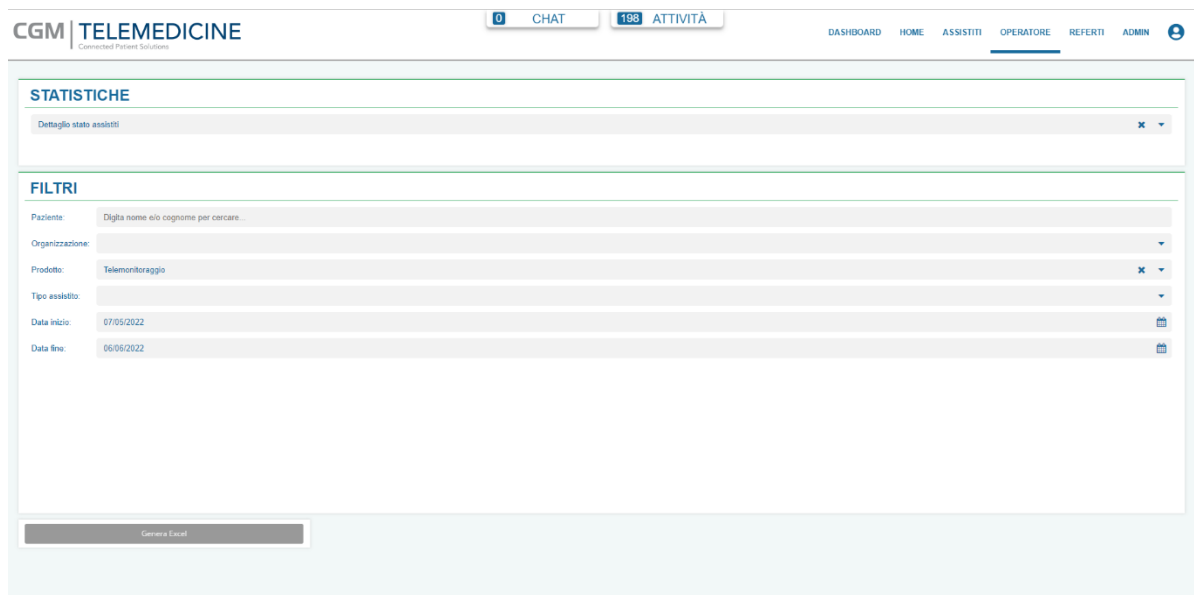 CGM TELEMEDICINE
Connected Patient Solutions
0 CHAT 198 ATTIVITÀ
DASHBOARD HOME ASSISTITI OPERATORE REFERTI ADMIN
STATISTICHE
Dettaglio stato assistiti
FILTRI
Paziente: Digita nome e/o cognome per cercare...
Organizzazione:
Prodotto: Telemonitoraggio
Tipo assistito:
Data inizio: 07/05/2022
Data fine: 06/06/2022
Genera Excel